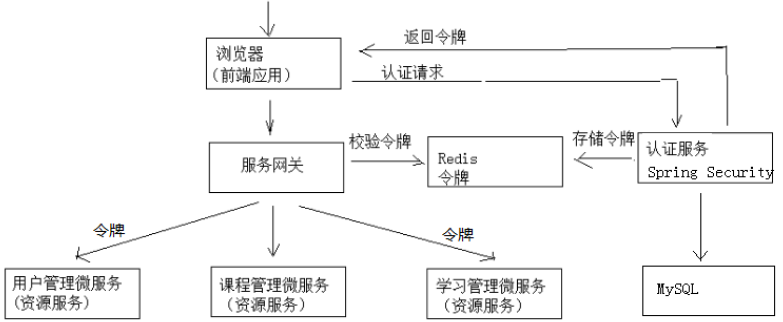 返回令牌
浏览器
(前端应用)
认证请求
校验令牌
存储令牌
服务网关
Redis
令牌
认证服务
Spring Security
令牌
令牌
用户管理微服务
(资源服务)
课程管理微服务
(资源服务)
学习管理微服务
(资源服务)
MySQL